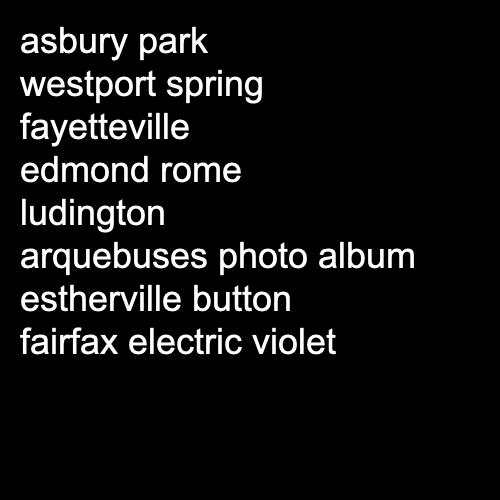 asbury park
westport spring
fayetteville
edmond rome
ludington
arquebuses photo album
estherville button
fairfax electric violet